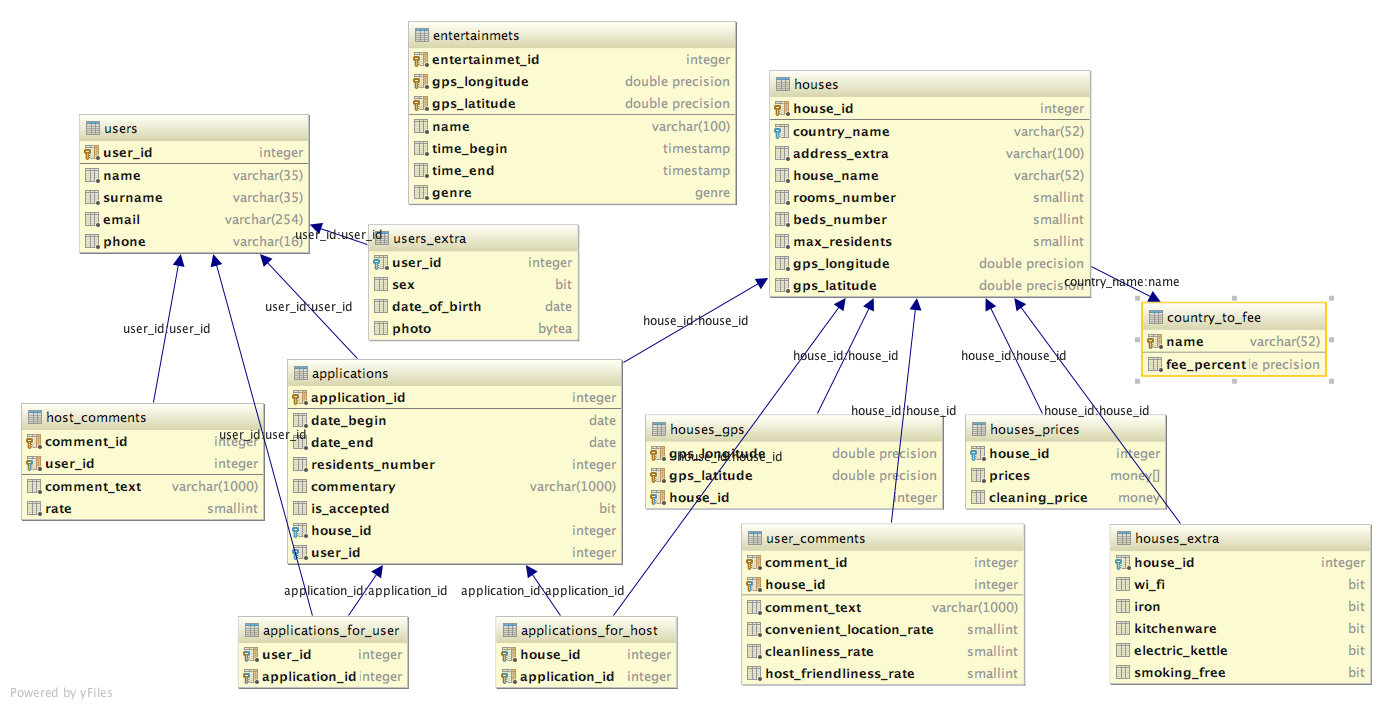 entertainmets
entertainmet_id integer
gps_longitude double precision
gps_latitude double precision
name varchar(100)
time_begin timestamp
time_end timestamp
genre genre
houses
house_id integer
country_name varchar(52)
address_extra varchar(100)
house_name varchar(52)
rooms_number smallint
beds_number smallint
max_residents smallint
gps_longitude double precision
gps_latitude double precision
users
user_id integer
name varchar(35)
surname varchar(35)
email varchar(254)
phone varchar(16)
user_id:user_id
users_extra
user_id integer
sex bit
date_of_birth date
photo bytea
country_name:name
country_to_fee
name varchar(52)
fee_percent le precision
user_id:user_id
user_id:user_id
house_id:house_id
house_id:house_id
house_id:house_id
applications
application_id integer
date_begin date
date_end date
residents_number integer
commentary varchar(1000)
is_accepted bit
house_id integer
user_id integer
host_comments
comment_id integer
user_id integer
comment_text varchar(1000)
rate smallint
user_id:user_id
house_id:house_id
house_id:house_id
houses_gps
gps_longitude double precision
gps_latitude double precision
house_id integer
house_id:house_id
houses_prices
house_id integer
prices money[]
cleaning_price money
user_comments
comment_id integer
house_id integer
comment_text varchar(1000)
convenient_location_rate smallint
cleanliness_rate smallint
host_friendliness_rate smallint
houses_extra
house_id integer
wi_fi bit
iron bit
kitchenware bit
electric_kettle bit
smoking_free bit
application_id:application_id
application_id:application_id
applications_for_user
user_id integer
application_id integer
applications_for_host
house_id integer
application_id integer
Powered by yFiles